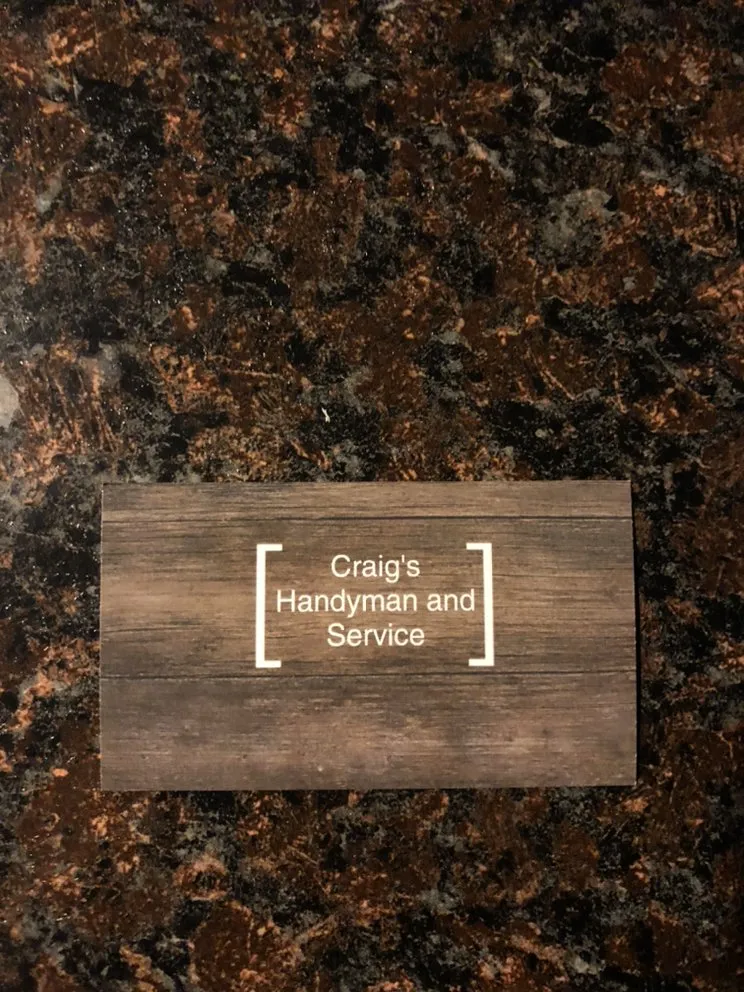 Craig's
Handyman and
Service